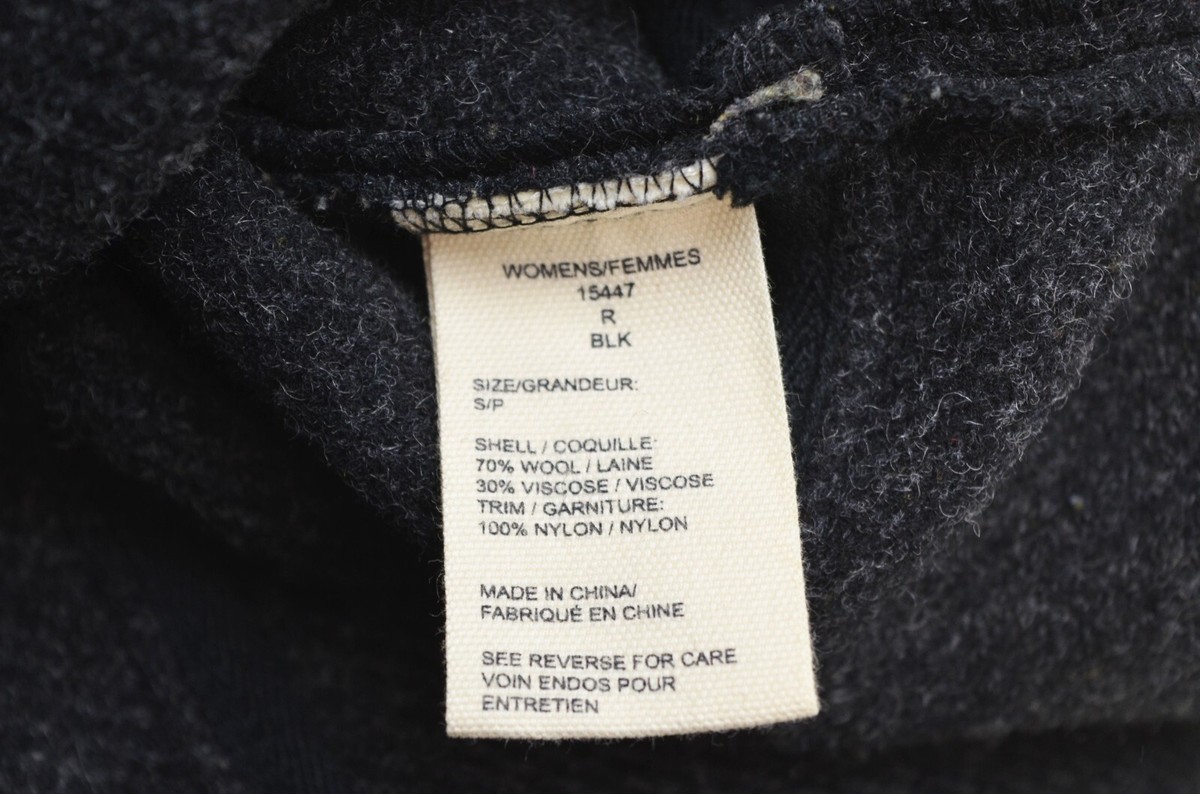 WOMENS/FEMMES
15447
R
BLK
SIZE/GRANDEUR:
S/P
SHELL / COQUILLE:
70% WOOL / LAINE
30% VISCOSE / VISCOSE
TRIM / GARNITURE:
100% NYLON / NYLON
MADE IN CHINA/
FABRIQUÉ EN CHINE
SEE REVERSE FOR CARE
VOIN ENDOS POUR
ENTRETIEN